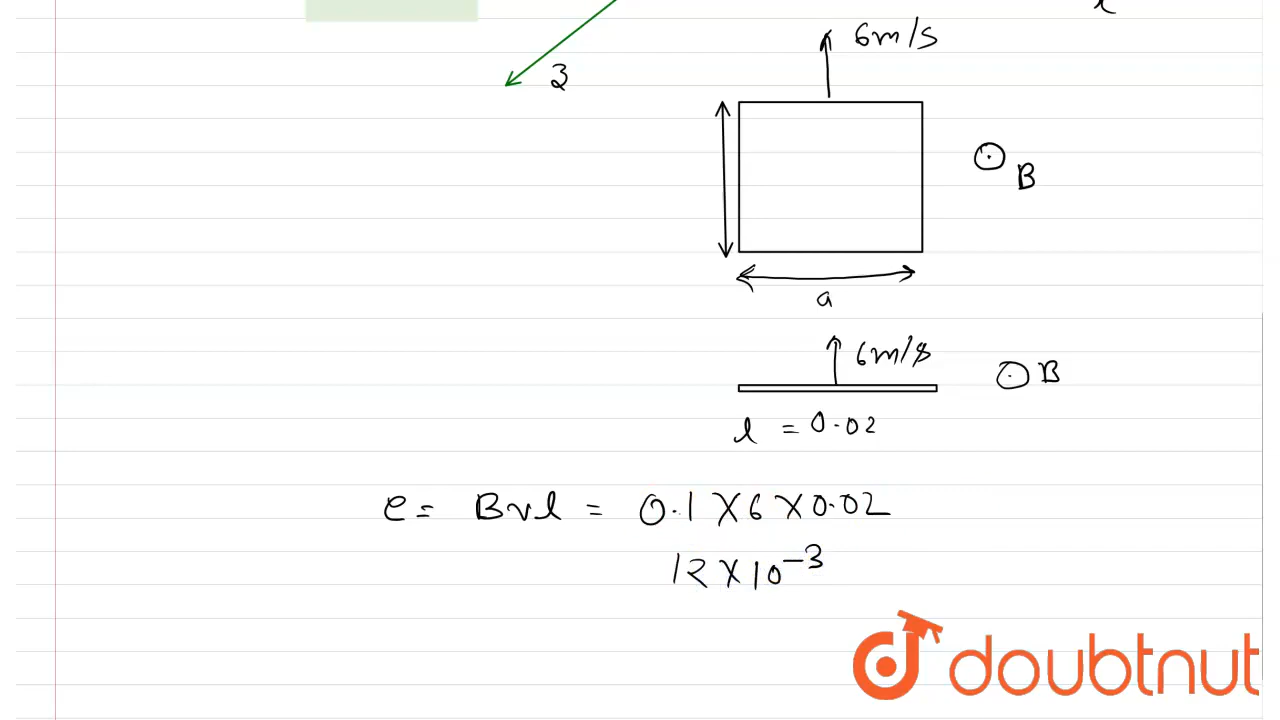 6m/s
3
B
a
6m/s
B
l = 0.02
e = Bvl = 0.1 X 6 X 0.02
12 X 10⁻³
doubtnut